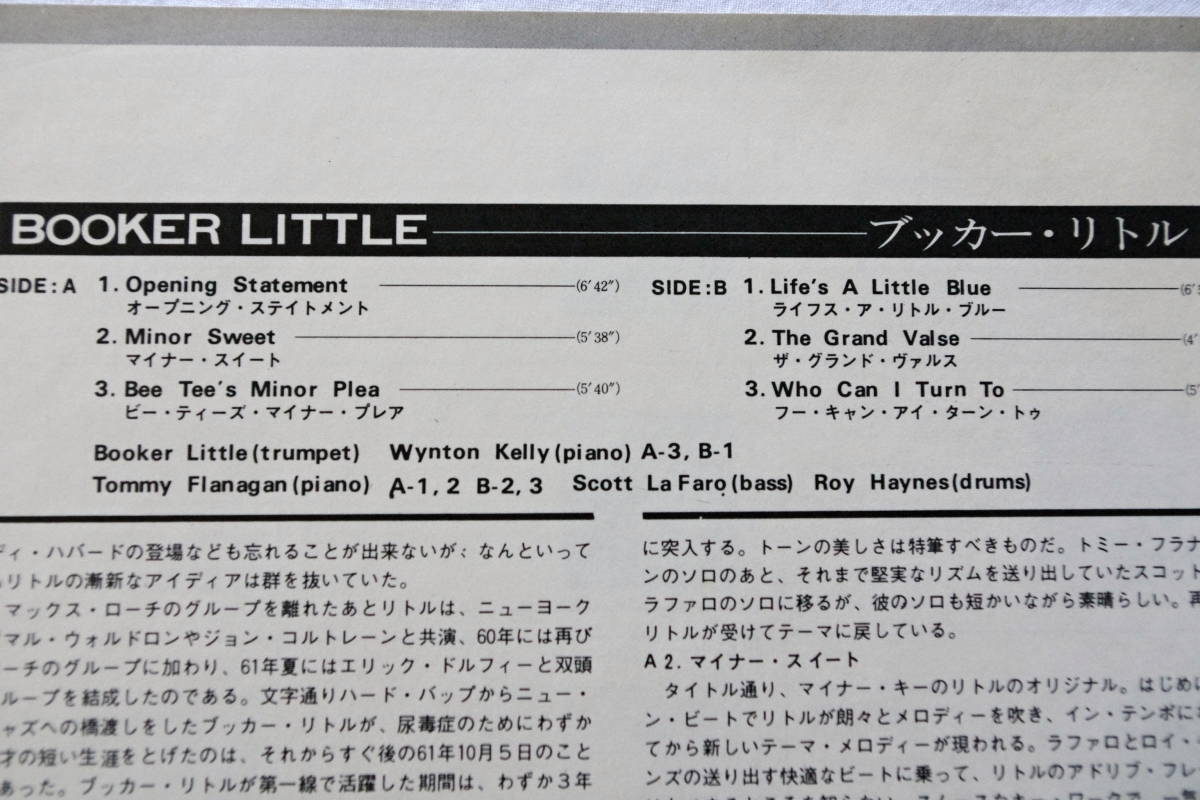 BOOKER LITTLE ブッカー・リトル
SIDE:A 1. Opening Statement (6′42″)
オープニング・ステイトメント
2. Minor Sweet (5′38″)
マイナー・スイート
3. Bee Tee's Minor Plea (5′40″)
ビー・ティーズ・マイナー・プレア
SIDE:B 1. Life's A Little Blue
ライフス・ア・リトル・ブルー
2. The Grand Valse
ザ・グランド・ヴァルス
3. Who Can I Turn To
フー・キャン・アイ・ターン・トゥ
Booker Little(trumpet) Wynton Kelly(piano) A-3, B-1
Tommy Flanagan(piano) A-1, 2 B-2, 3 Scott La Faro(bass) Roy Haynes(drums)
ディ・ハバードの登場なども忘れることが出来ないが、なんといって
リトルの漸新なアイディアは群を抜いていた。
マックス・ローチのグループを離れたあとリトルは、ニューヨーク
マル・ウォルドロンやジョン・コルトレーンと共演、60年には再び
ーチのグループに加わり、61年夏にはエリック・ドルフィーと双頭
ループを結成したのである。文字通りハード・バップからニュー・
ャズへの橋渡しをしたブッカー・リトルが、尿毒症のためにわずか
才の短い生涯をとげたのは、それからすぐ後の61年10月5日のこと
あった。ブッカー・リトルが第一線で活躍した期間は、わずか3年
に突入する。トーンの美しさは特筆すべきものだ。トミー・フラナ
ンのソロのあと、それまで堅実なリズムを送り出していたスコット
ラファロのソロに移るが、彼のソロも短かいながら素晴らしい。再
リトルが受けてテーマに戻している。
A 2. マイナー・スイート
タイトル通り、マイナー・キーのリトルのオリジナル。はじめ
ン・ビートでリトルが朗々とメロディーを吹き、イン・テンポに
てから新しいテーマ・メロディーが現われる。ラファロとロイ・
ンズの送り出す快適なビートに乗って、リトルのアドリブ・フレ